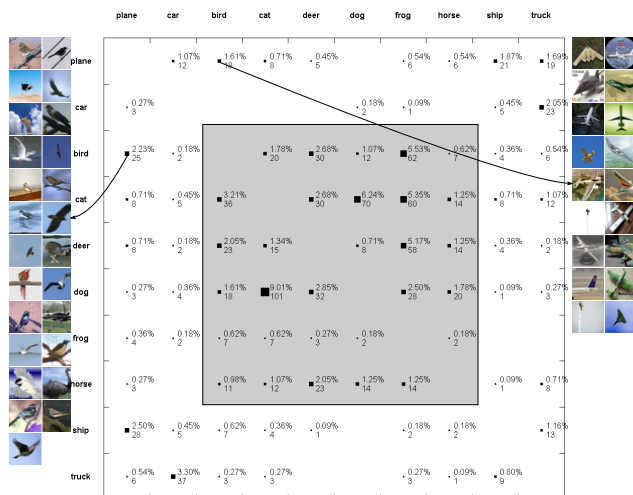 plane car bird cat deer dog frog horse ship truck
plane 1.07% 1.61% 0.71% 0.45% 0.54% 0.54% 1.87% 1.69%
12 18 8 5 6 6 21 19
car 0.27% 0.18% 0.09% 0.45% 2.05%
3 2 1 5 23
bird 2.23% 0.18% 1.78% 2.68% 1.07% 5.53% 0.62% 0.36% 0.54%
25 2 20 30 12 62 7 4 6
cat 0.71% 0.45% 3.21% 2.68% 6.24% 5.35% 1.25% 0.71% 1.07%
8 5 36 30 70 60 14 8 12
deer 0.71% 0.18% 2.05% 1.34% 0.71% 5.17% 1.25% 0.36% 0.18%
8 2 23 15 8 58 14 4 2
dog 0.27% 0.36% 1.61% 9.01% 2.85% 2.50% 1.78% 0.09% 0.27%
3 4 18 101 32 28 20 1 3
frog 0.36% 0.18% 0.62% 0.62% 0.27% 0.18% 0.18%
4 2 7 7 3 2 2
horse 0.27% 0.98% 1.07% 2.05% 1.25% 1.25% 0.09% 0.71%
3 11 12 23 14 14 1 8
ship 2.50% 0.45% 0.62% 0.36% 0.09% 0.18% 0.18% 1.16%
28 5 7 4 1 2 2 13
truck 0.54% 3.30% 0.27% 0.27% 0.27% 0.09% 0.80%
6 37 3 3 3 1 9